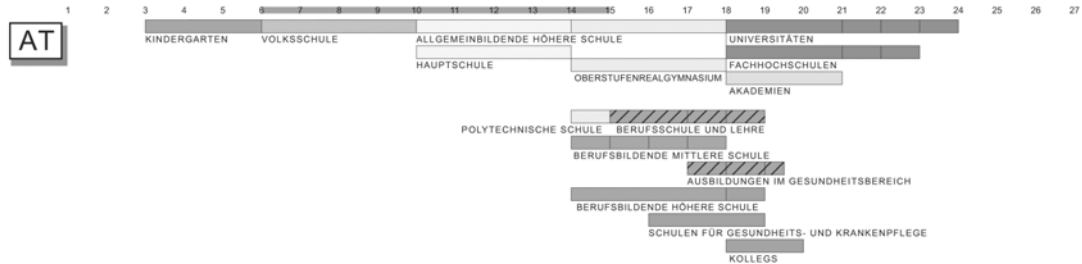 1 2 3 4 5 6 7 8 9 10 11 12 13 14 15 16 17 18 19 20 21 22 23 24 25 26 27
AT
KINDERGARTEN VOLKSSCHULE ALLGEMEINBILDENDE HÖHERE SCHULE UNIVERSITÄTEN
HAUPTSCHULE FACHHOCHSCHULEN
OBERSTUFENREALGYMNASIUM AKADEMIEN
POLYTECHNISCHE SCHULE BERUFSSCHULE UND LEHRE
BERUFSBILDENDE MITTLERE SCHULE
AUSBILDUNGEN IM GESUNDHEITSBEREICH
BERUFSBILDENDE HÖHERE SCHULE
SCHULEN FÜR GESUNDHEITS- UND KRANKENPFLEGE
KOLLEGS